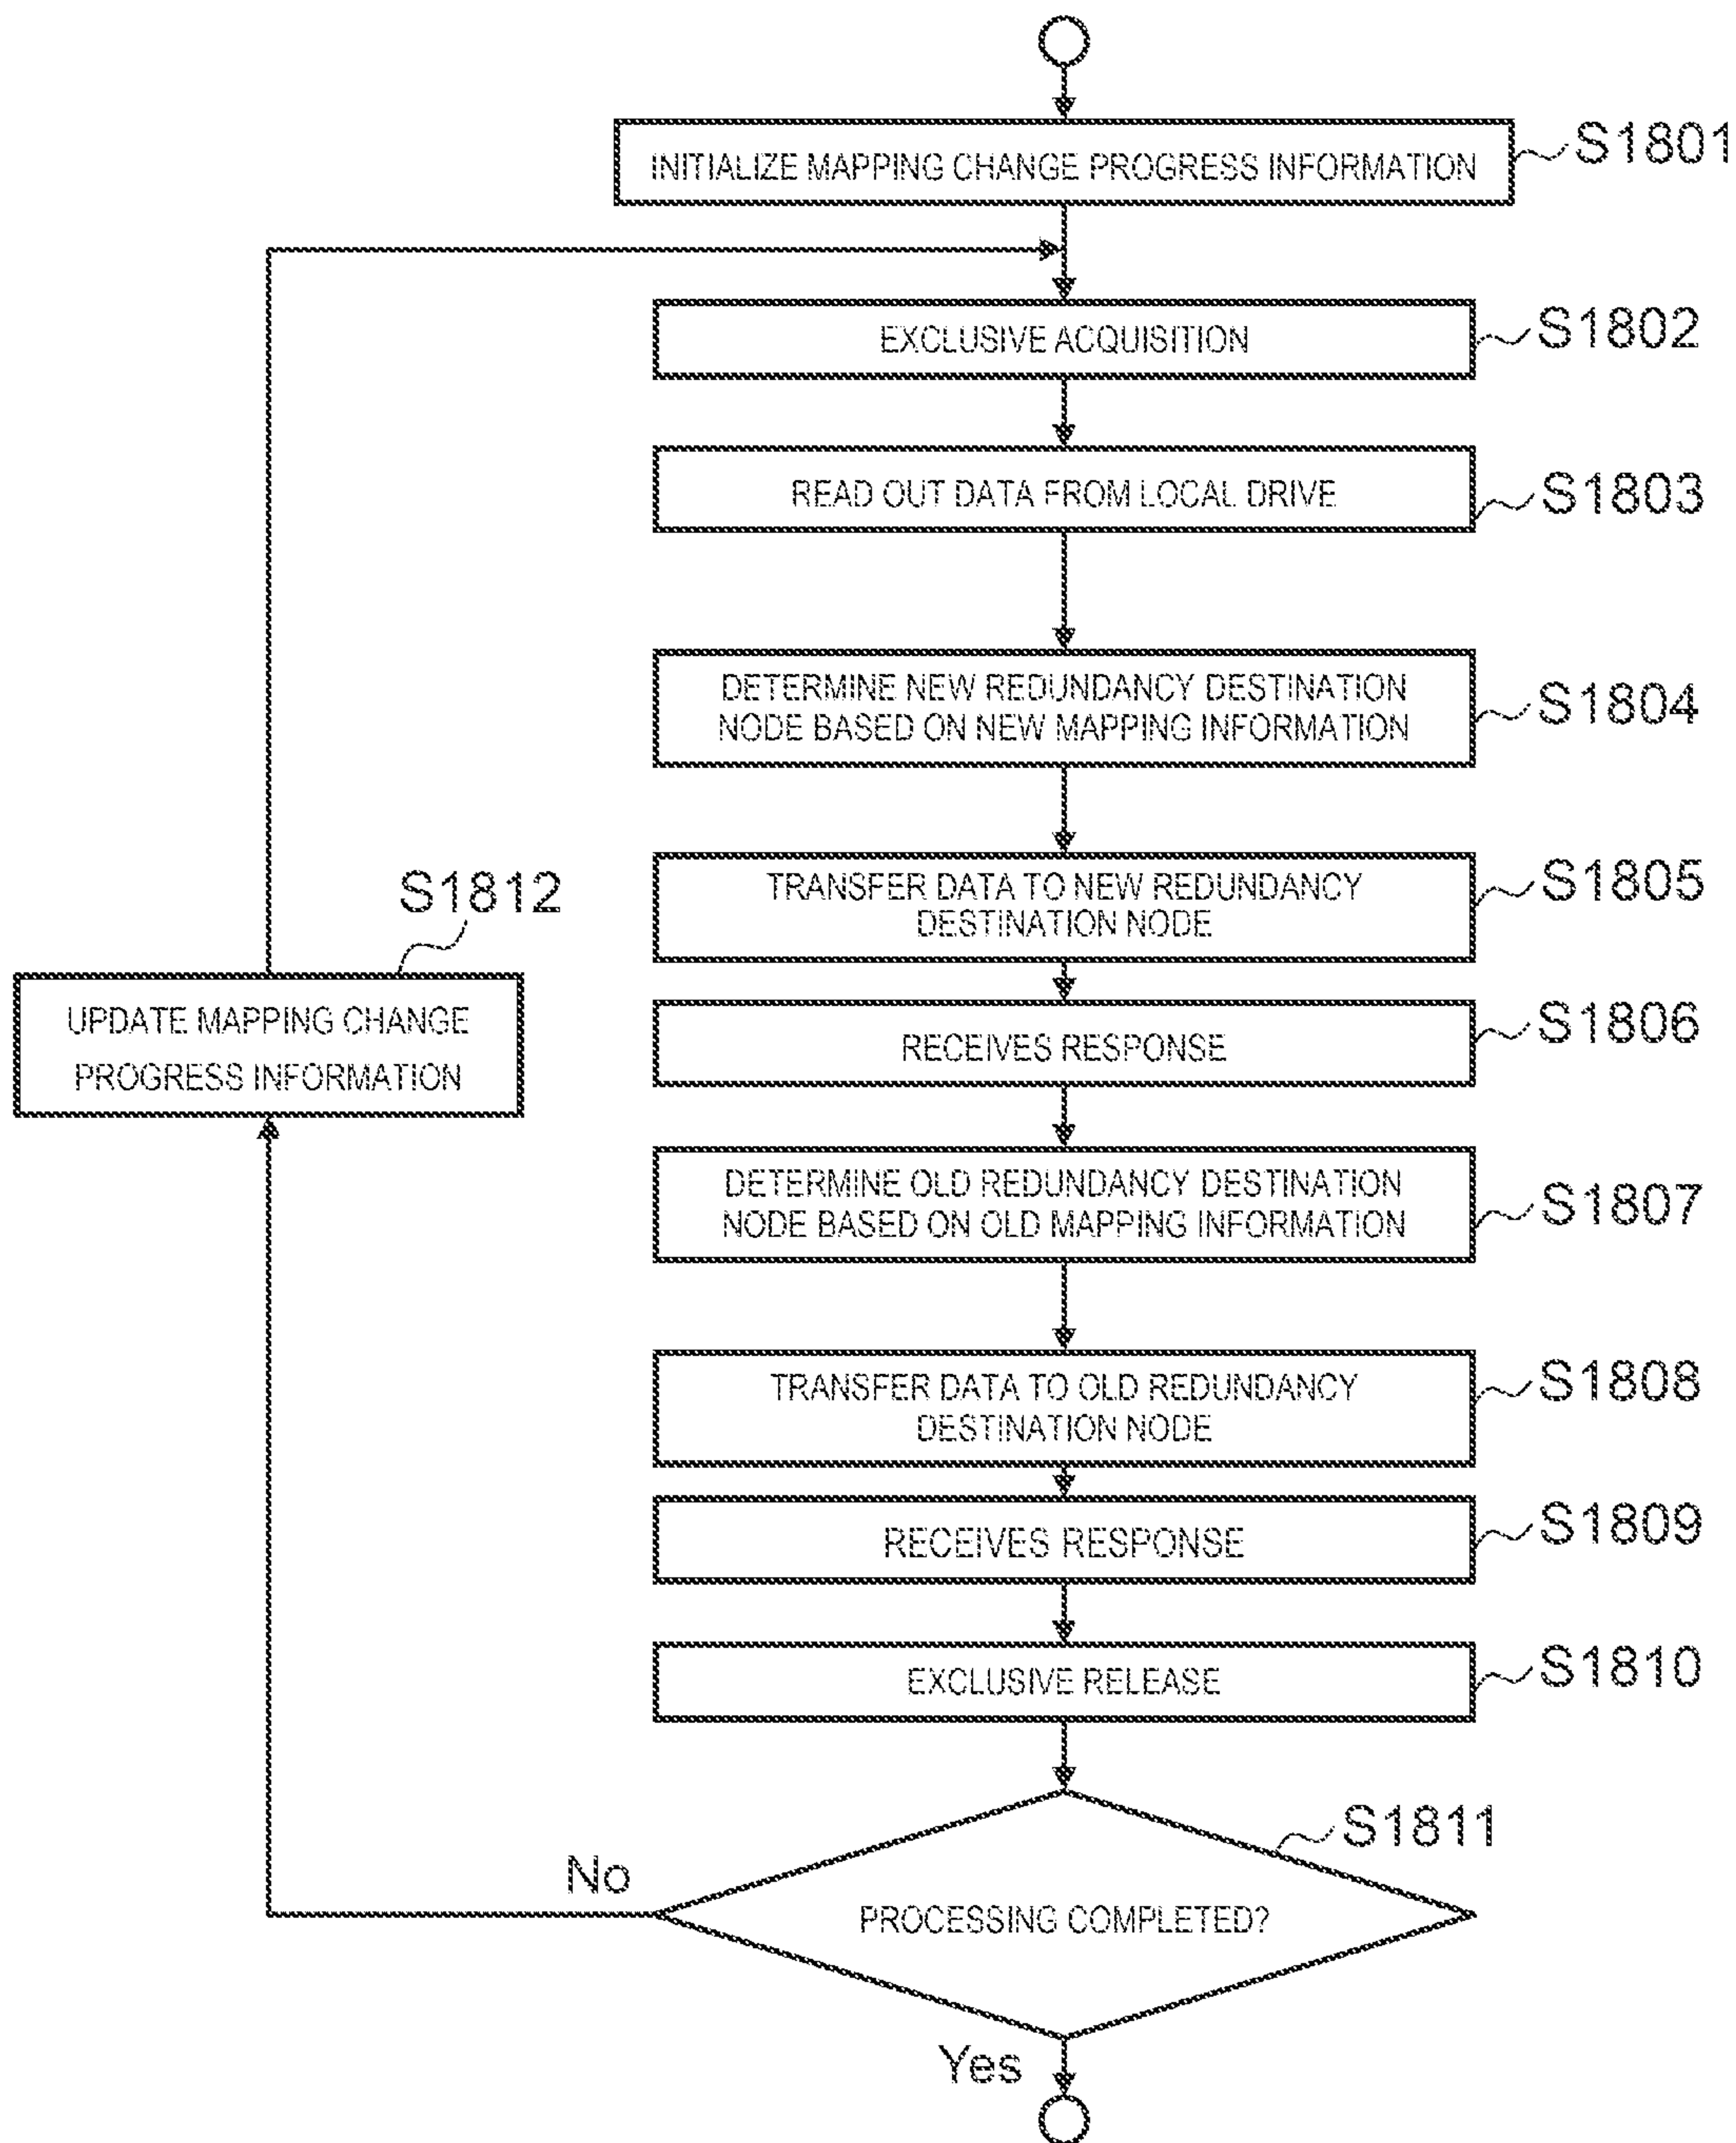 INITIALIZE MAPPING CHANGE PROGRESS INFORMATION
S1801
EXCLUSIVE ACQUISITION
S1802
READ OUT DATA FROM LOCAL DRIVE
S1803
DETERMINE NEW REDUNDANCY DESTINATION
NODE BASED ON NEW MAPPING INFORMATION
S1804
TRANSFER DATA TO NEW REDUNDANCY
DESTINATION NODE
S1805
S1812
UPDATE MAPPING CHANGE
PROGRESS INFORMATION
RECEIVES RESPONSE
S1806
DETERMINE OLD REDUNDANCY DESTINATION
NODE BASED ON OLD MAPPING INFORMATION
S1807
TRANSFER DATA TO OLD REDUNDANCY
DESTINATION NODE
S1808
RECEIVES RESPONSE
S1809
EXCLUSIVE RELEASE
S1810
S1811
No
PROCESSING COMPLETED?
Yes